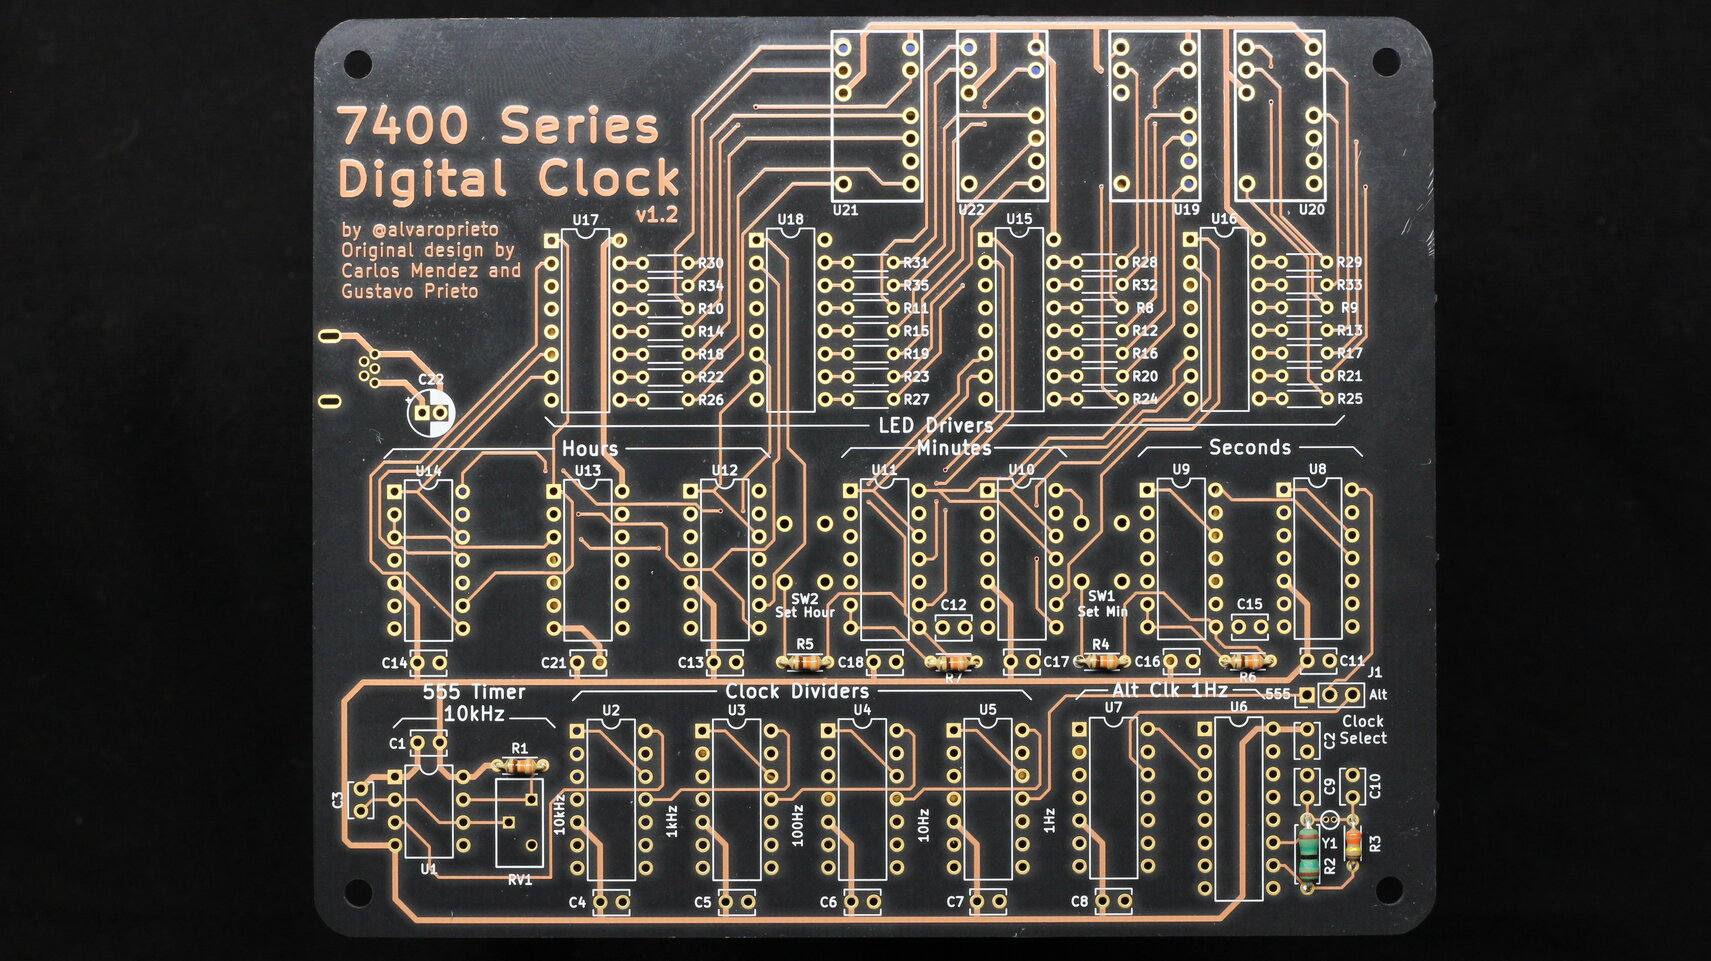 7400 Series
Digital Clock
v1.2
by @alvaroprieto
Original design by
Carlos Mendez and
Gustavo Prieto
U21 U22 U19 U20
U17 U18 U15 U16
R30 R31 R28 R29
R34 R35 R32 R33
R10 R11 R8 R9
R14 R15 R12 R13
R18 R19 R16 R17
R22 R23 R20 R21
R26 R27 R24 R25
C22
+
LED Drivers
Hours Minutes Seconds
U14 U13 U12 U11 U10 U9 U8
SW2
Set Hour
C12
SW1
Set Min
C15
R5 R4
C14 C21 C13 C18 C17 C16 C11
R7 R6
J1
555 Alt
Clock
Select
555 Timer
10kHz
Clock Dividers
Alt Clk 1Hz
U2 U3 U4 U5 U7 U6
C1 R1 C2
C3 C9 C10
10kHz 1kHz 100Hz 10Hz 1Hz
Y1 R2 R3
U1 RV1
C4 C5 C6 C7 C8